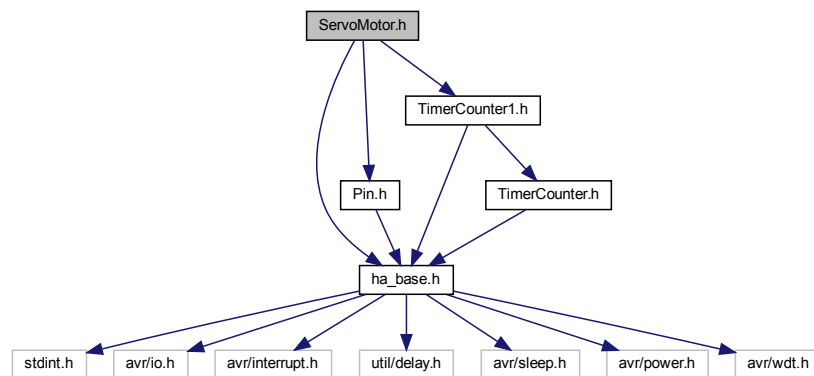 ServoMotor.h
TimerCounter1.h
Pin.h
TimerCounter.h
ha_base.h
stdint.h
avr/io.h
avr/interrupt.h
util/delay.h
avr/sleep.h
avr/power.h
avr/wdt.h